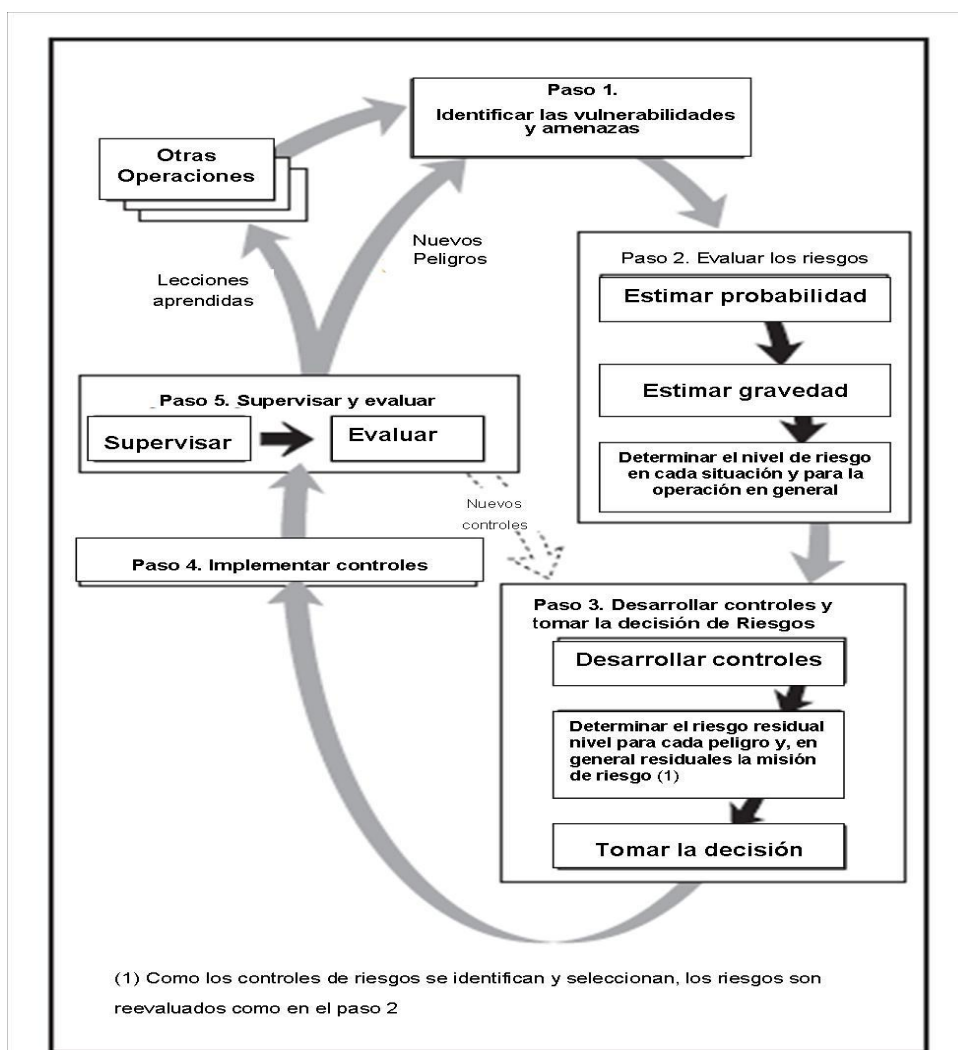 Paso 1.
Identificar las vulnerabilidades
y amenazas
Otras
Operaciones
Nuevos
Peligros
Lecciones
aprendidas
Paso 2. Evaluar los riesgos
Estimar probabilidad
Estimar gravedad
Determinar el nivel de riesgo
en cada situación y para la
operación en general
Paso 5. Supervisar y evaluar
Supervisar
Evaluar
Nuevos
controles
Paso 4. Implementar controles
Paso 3. Desarrollar controles y
tomar la decisión de Riesgos
Desarrollar controles
Determinar el riesgo residual
nivel para cada peligro y, en
general residuales la misión
de riesgo (1)
Tomar la decisión
(1) Como los controles de riesgos se identifican y seleccionan, los riesgos son
reevaluados como en el paso 2